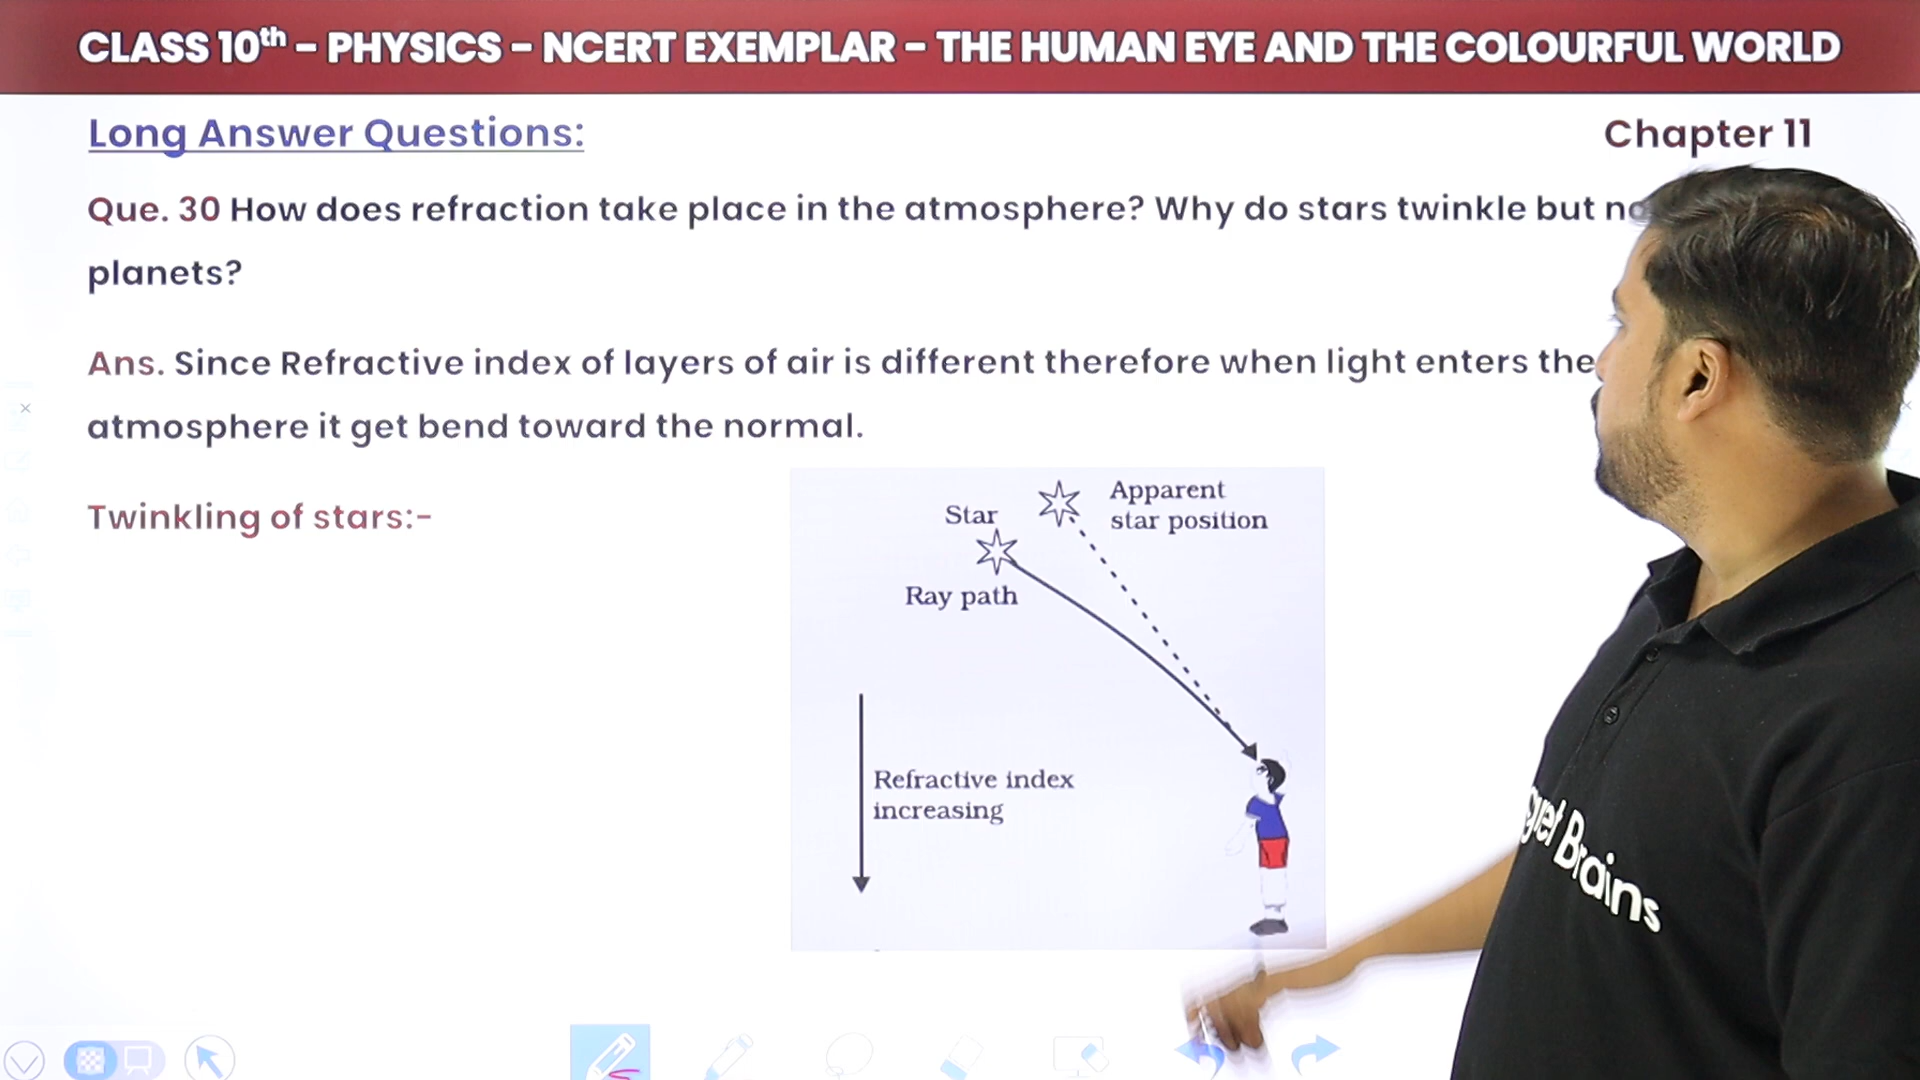 CLASS 10th – PHYSICS – NCERT EXEMPLAR – THE HUMAN EYE AND THE COLOURFUL WORLD
Long Answer Questions:
Chapter 11
Que. 30 How does refraction take place in the atmosphere? Why do stars twinkle but
planets?
Ans. Since Refractive index of layers of air is different therefore when light enters the
atmosphere it get bend toward the normal.
Twinkling of stars:-
Apparent
star position
Star
Ray path
Refractive index
increasing
Brains